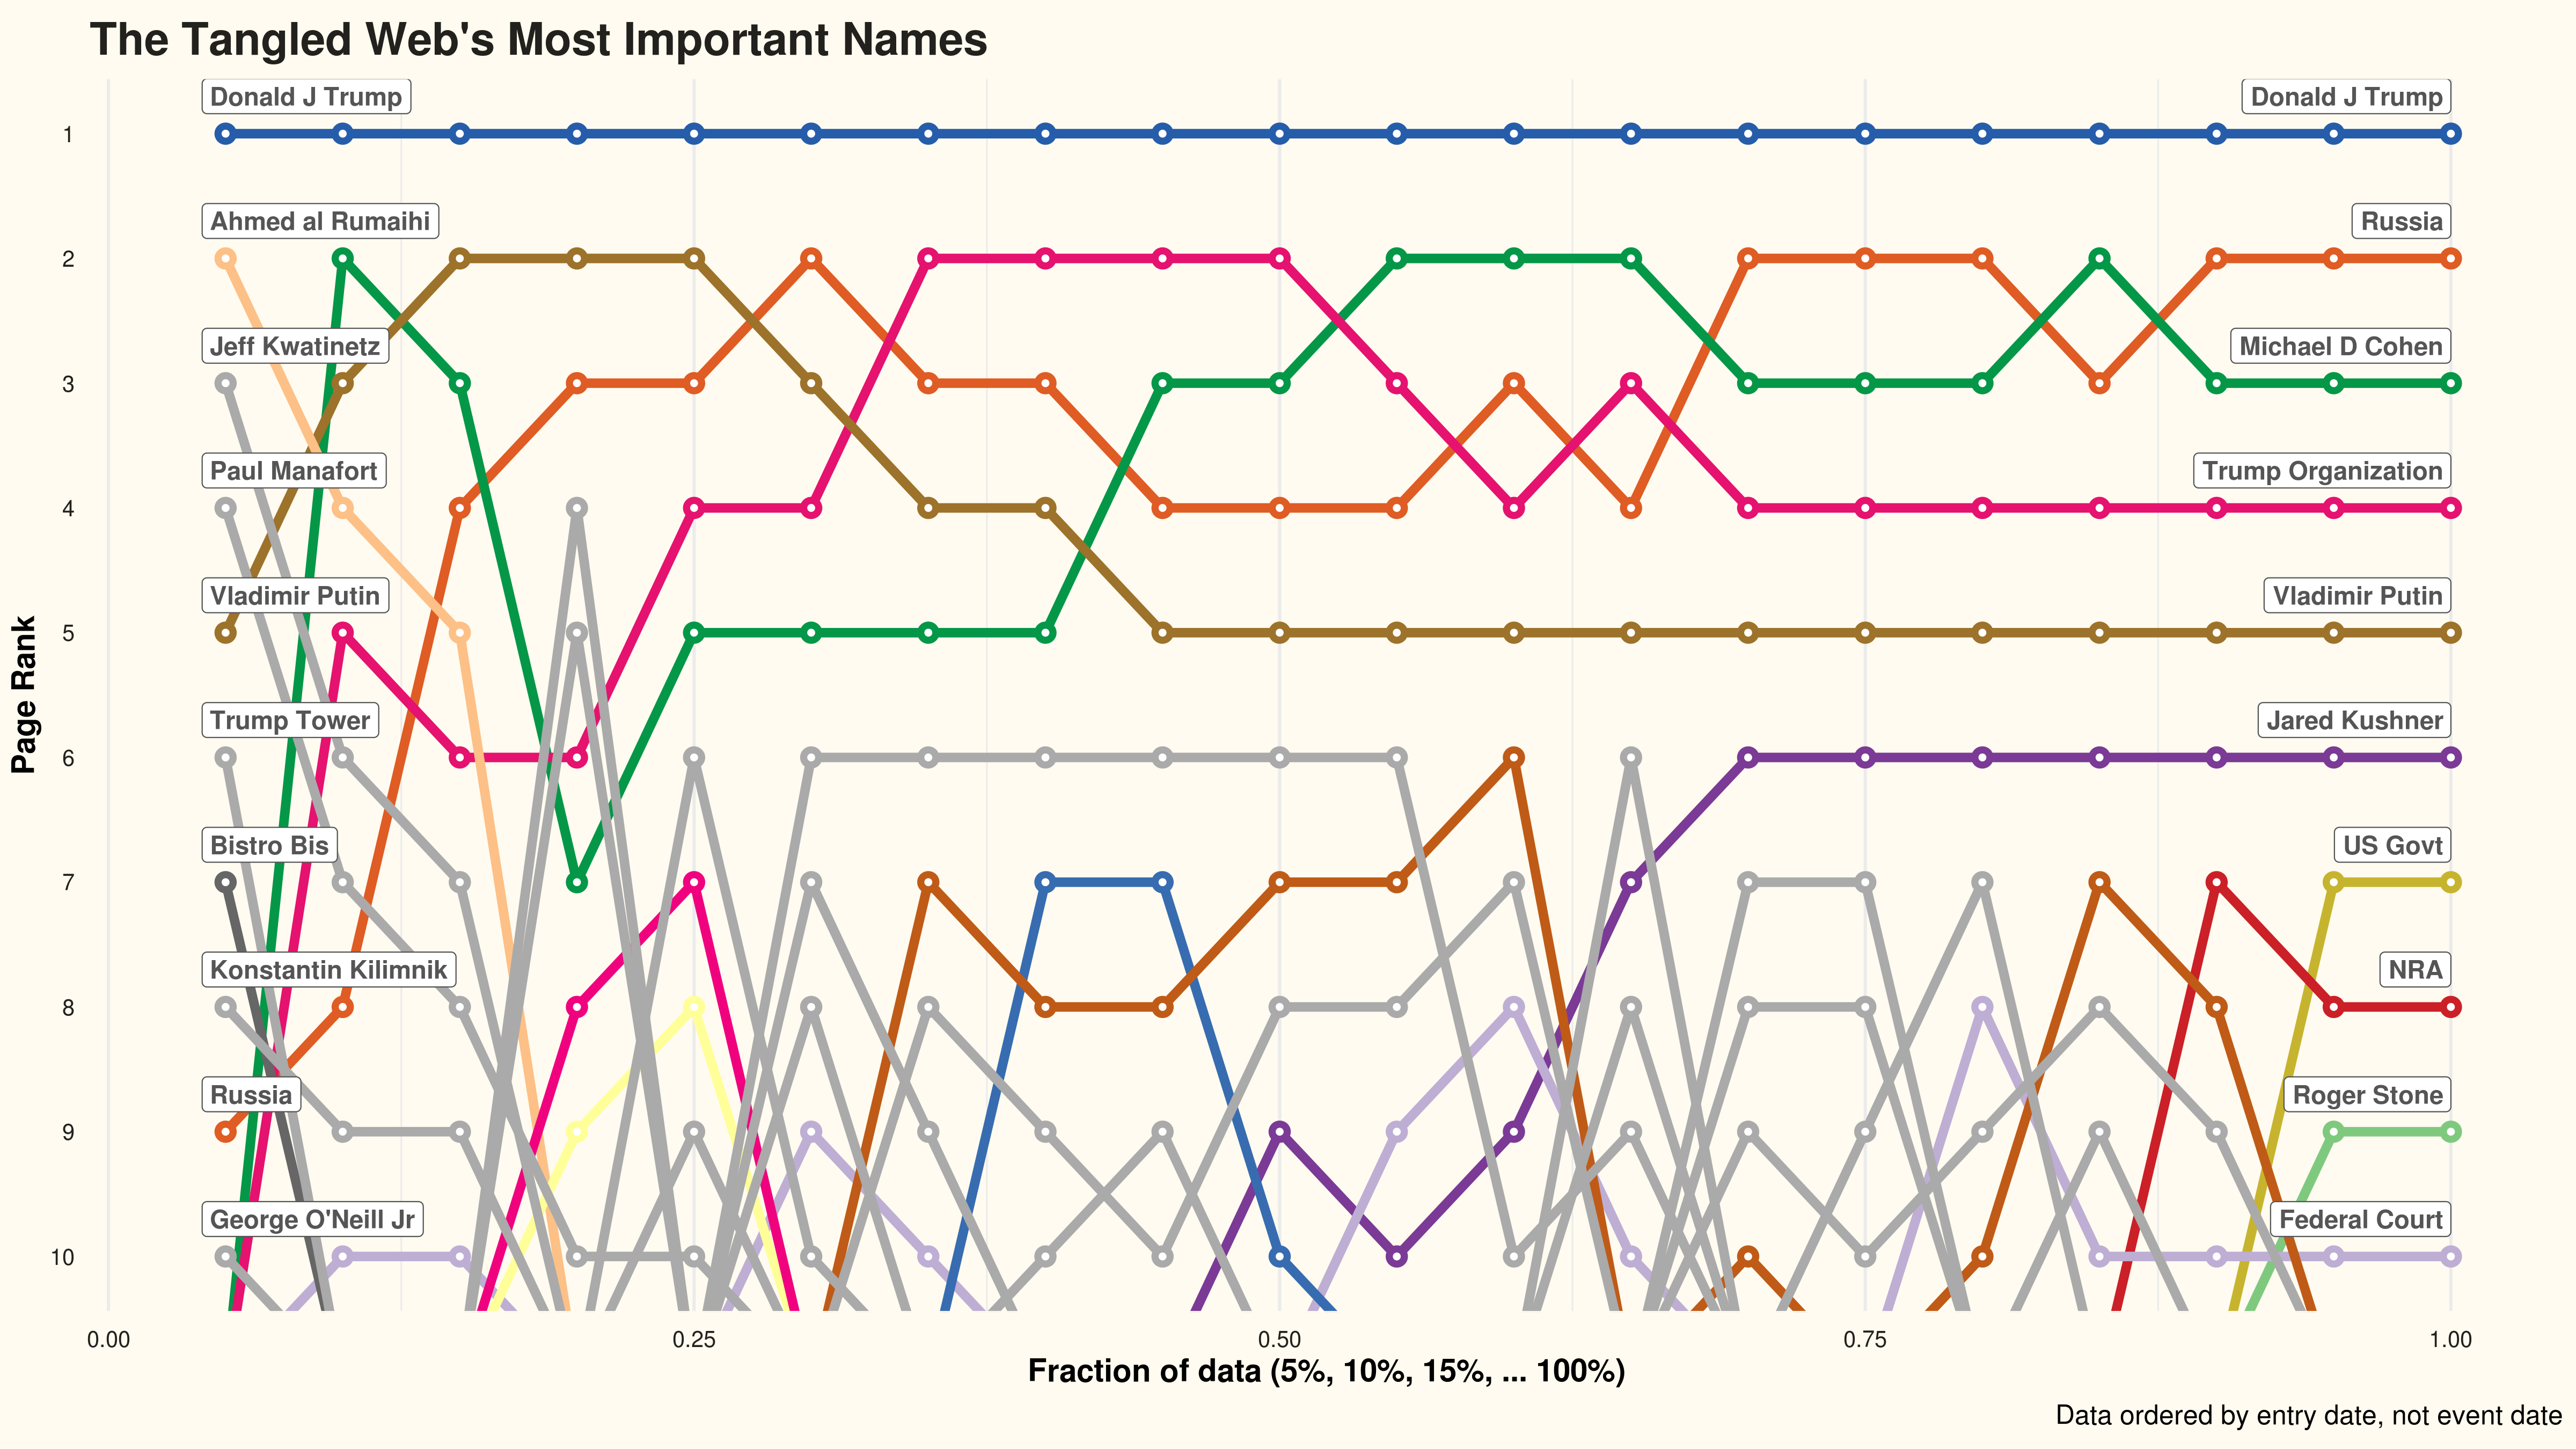 The Tangled Web's Most Important Names
Donald J Trump
Donald J Trump
1
Ahmed al Rumaihi
Russia
2
Jeff Kwatinetz
Michael D Cohen
3
Paul Manafort
Trump Organization
4
Vladimir Putin
Vladimir Putin
5
Page Rank
Trump Tower
Jared Kushner
6
Bistro Bis
US Govt
7
Konstantin Kilimnik
NRA
8
Russia
Roger Stone
9
George O'Neill Jr
Federal Court
10
0.00
0.25
0.50
0.75
1.00
Fraction of data (5%, 10%, 15%, ... 100%)
Data ordered by entry date, not event date